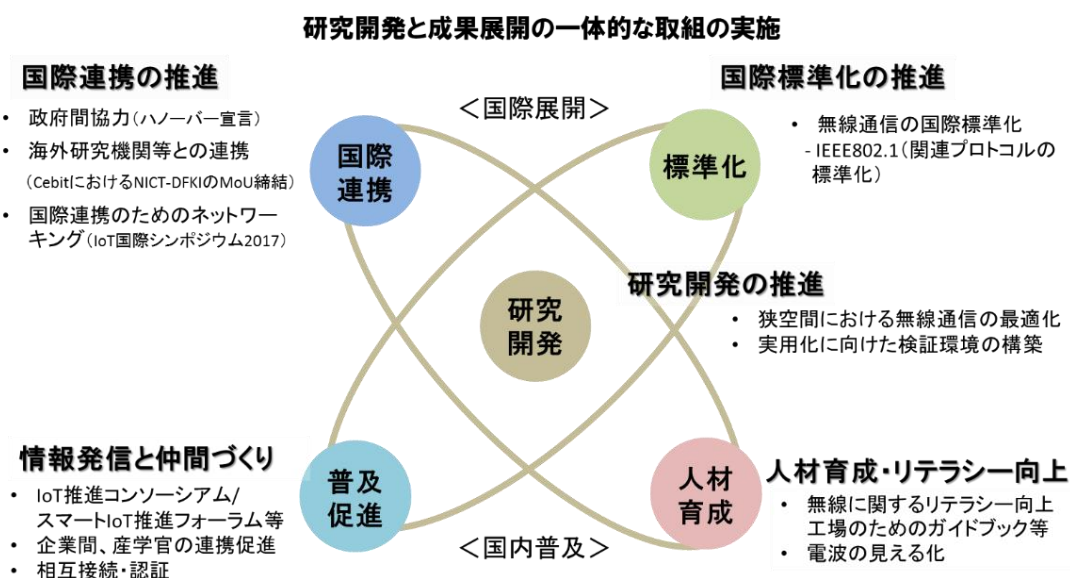 研究開発と成果展開の一体的な取組の実施
国際連携の推進
• 政府間協力(ハノーバー宣言)
• 海外研究機関等との連携
(CebitにおけるNICT-DFKIのMoU締結)
• 国際連携のためのネットワー
キング(IoT国際シンポジウム2017)
<国際展開>
国際
連携
標準化
国際標準化の推進
• 無線通信の国際標準化
- IEEE802.1(関連プロトコルの
標準化)
研究
開発
研究開発の推進
• 狭空間における無線通信の最適化
• 実用化に向けた検証環境の構築
情報発信と仲間づくり
• IoT推進コンソーシアム/
スマートIoT推進フォーラム等
• 企業間、産学官の連携促進
• 相互接続・認証
普及
促進
<国内普及>
人材
育成
人材育成・リテラシー向上
• 無線に関するリテラシー向上
工場のためのガイドブック等
• 電波の見える化